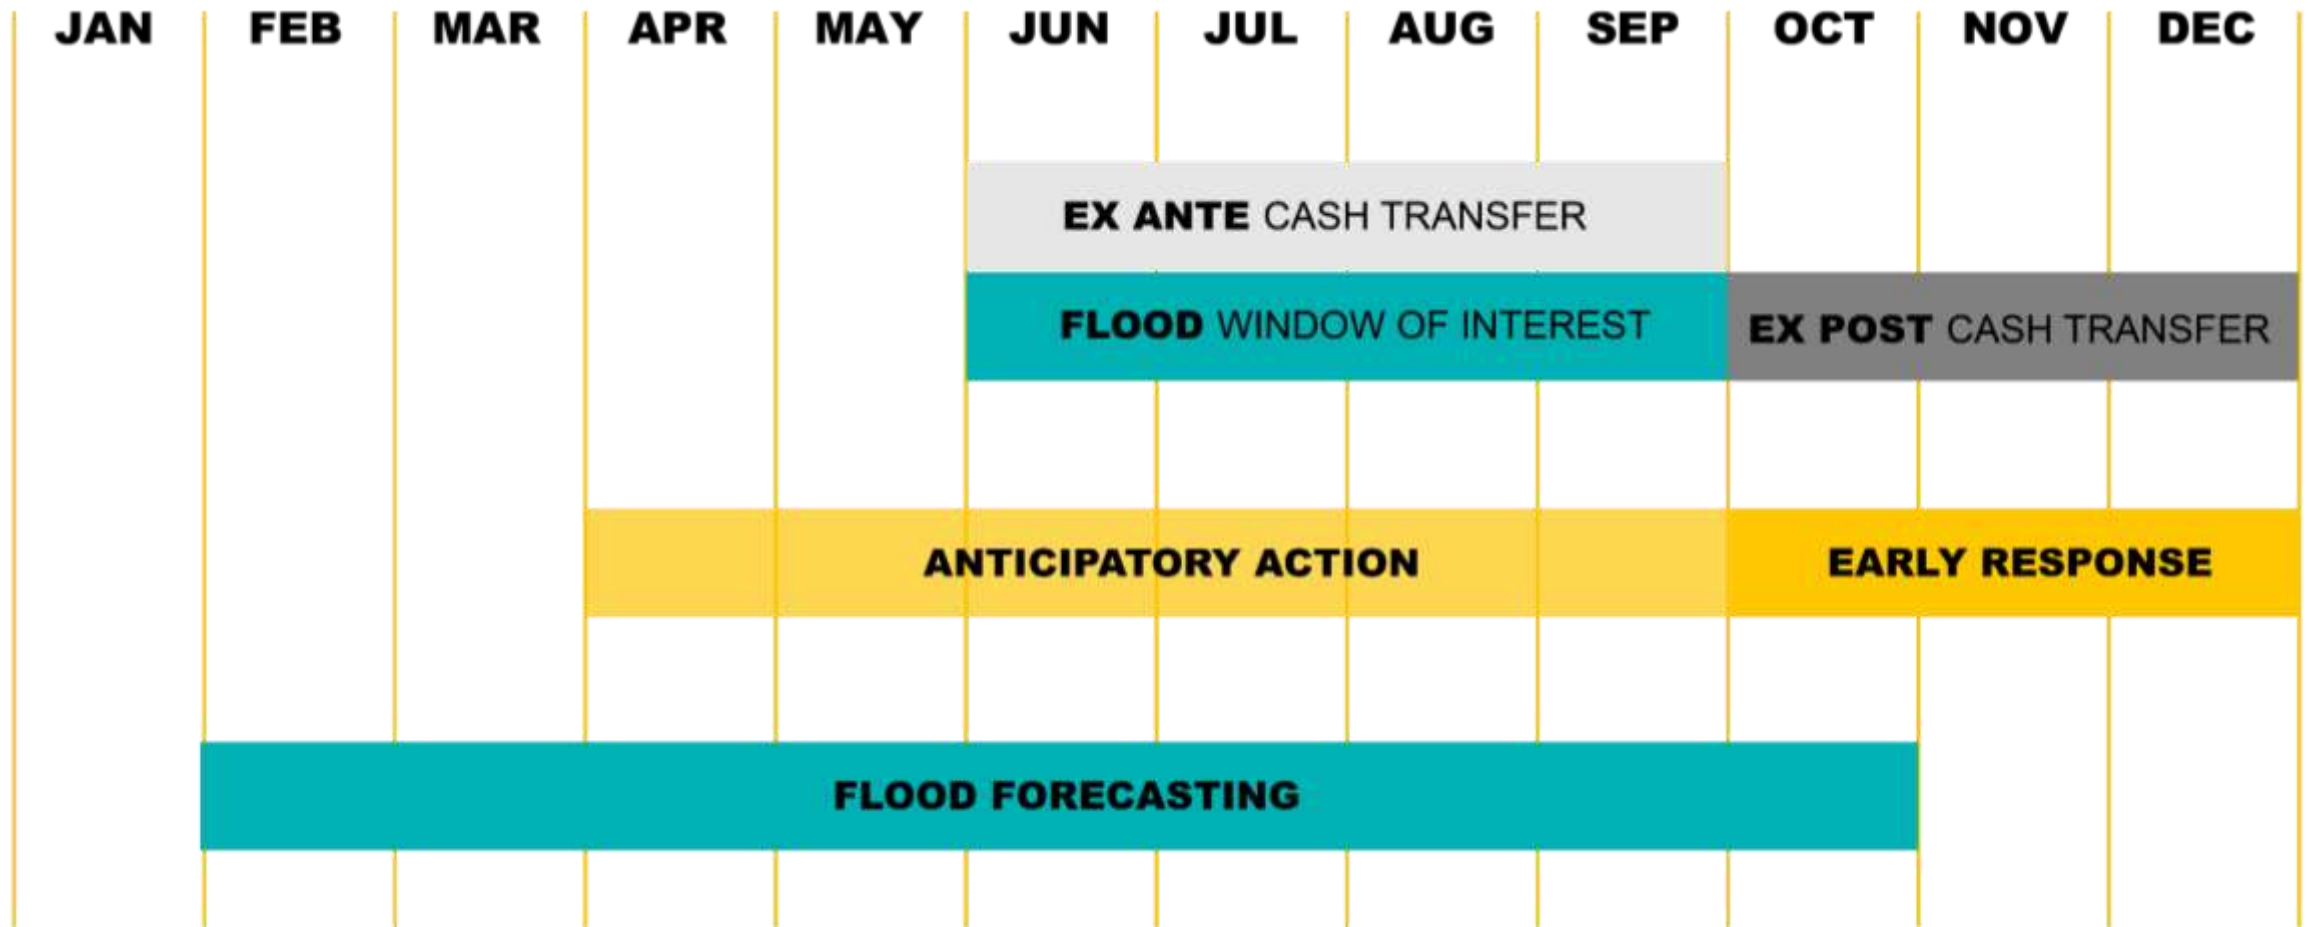 JAN FEB MAR APR MAY JUN JUL AUG SEP OCT NOV DEC
EX ANTE CASH TRANSFER
FLOOD WINDOW OF INTEREST EX POST CASH TRANSFER
ANTICIPATORY ACTION EARLY RESPONSE
FLOOD FORECASTING